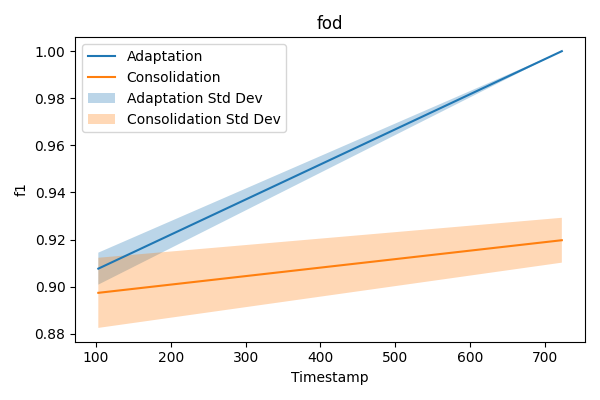 fod
Adaptation
Consolidation
Adaptation Std Dev
Consolidation Std Dev
f1
1.00
0.98
0.96
0.94
0.92
0.90
0.88
100 200 300 400 500 600 700
Timestamp